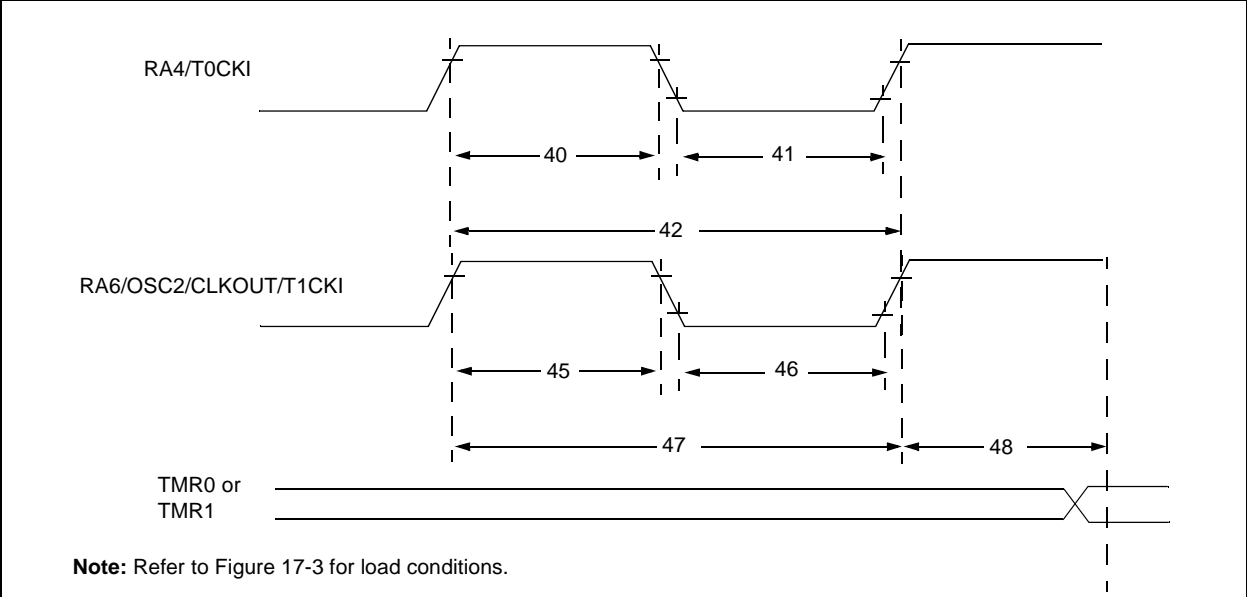 RA4/T0CKI
40
41
42
RA6/OSC2/CLKOUT/T1CKI
45
46
47
48
TMR0 or
TMR1
Note: Refer to Figure 17-3 for load conditions.